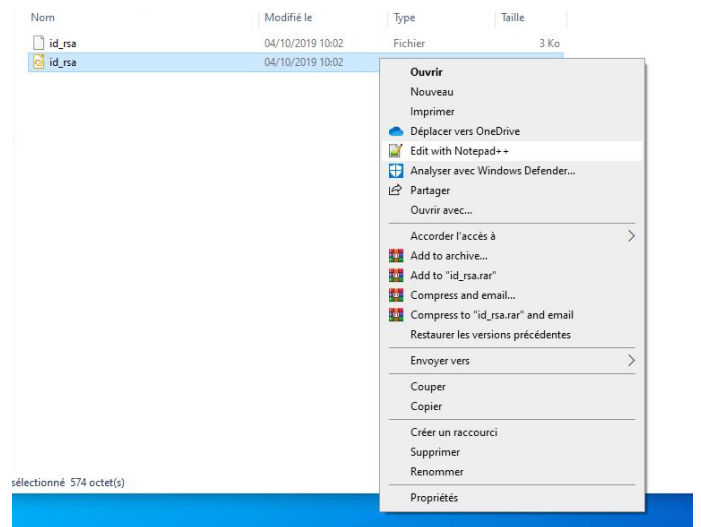 Nom Modifié le Type Taille
id_rsa 04/10/2019 10:02 Fichier 3 Ko
id_rsa 04/10/2019 10:02
Ouvrir
Nouveau
Imprimer
Déplacer vers OneDrive
Edit with Notepad++
Analyser avec Windows Defender...
Partager
Ouvrir avec...
Accorder l'accès à
Add to archive...
Add to "id_rsa.rar"
Compress and email...
Compress to "id_rsa.rar" and email
Restaurer les versions précédentes
Envoyer vers
Couper
Copier
Créer un raccourci
Supprimer
Renommer
Propriétés
sélectionné 574 octet(s)